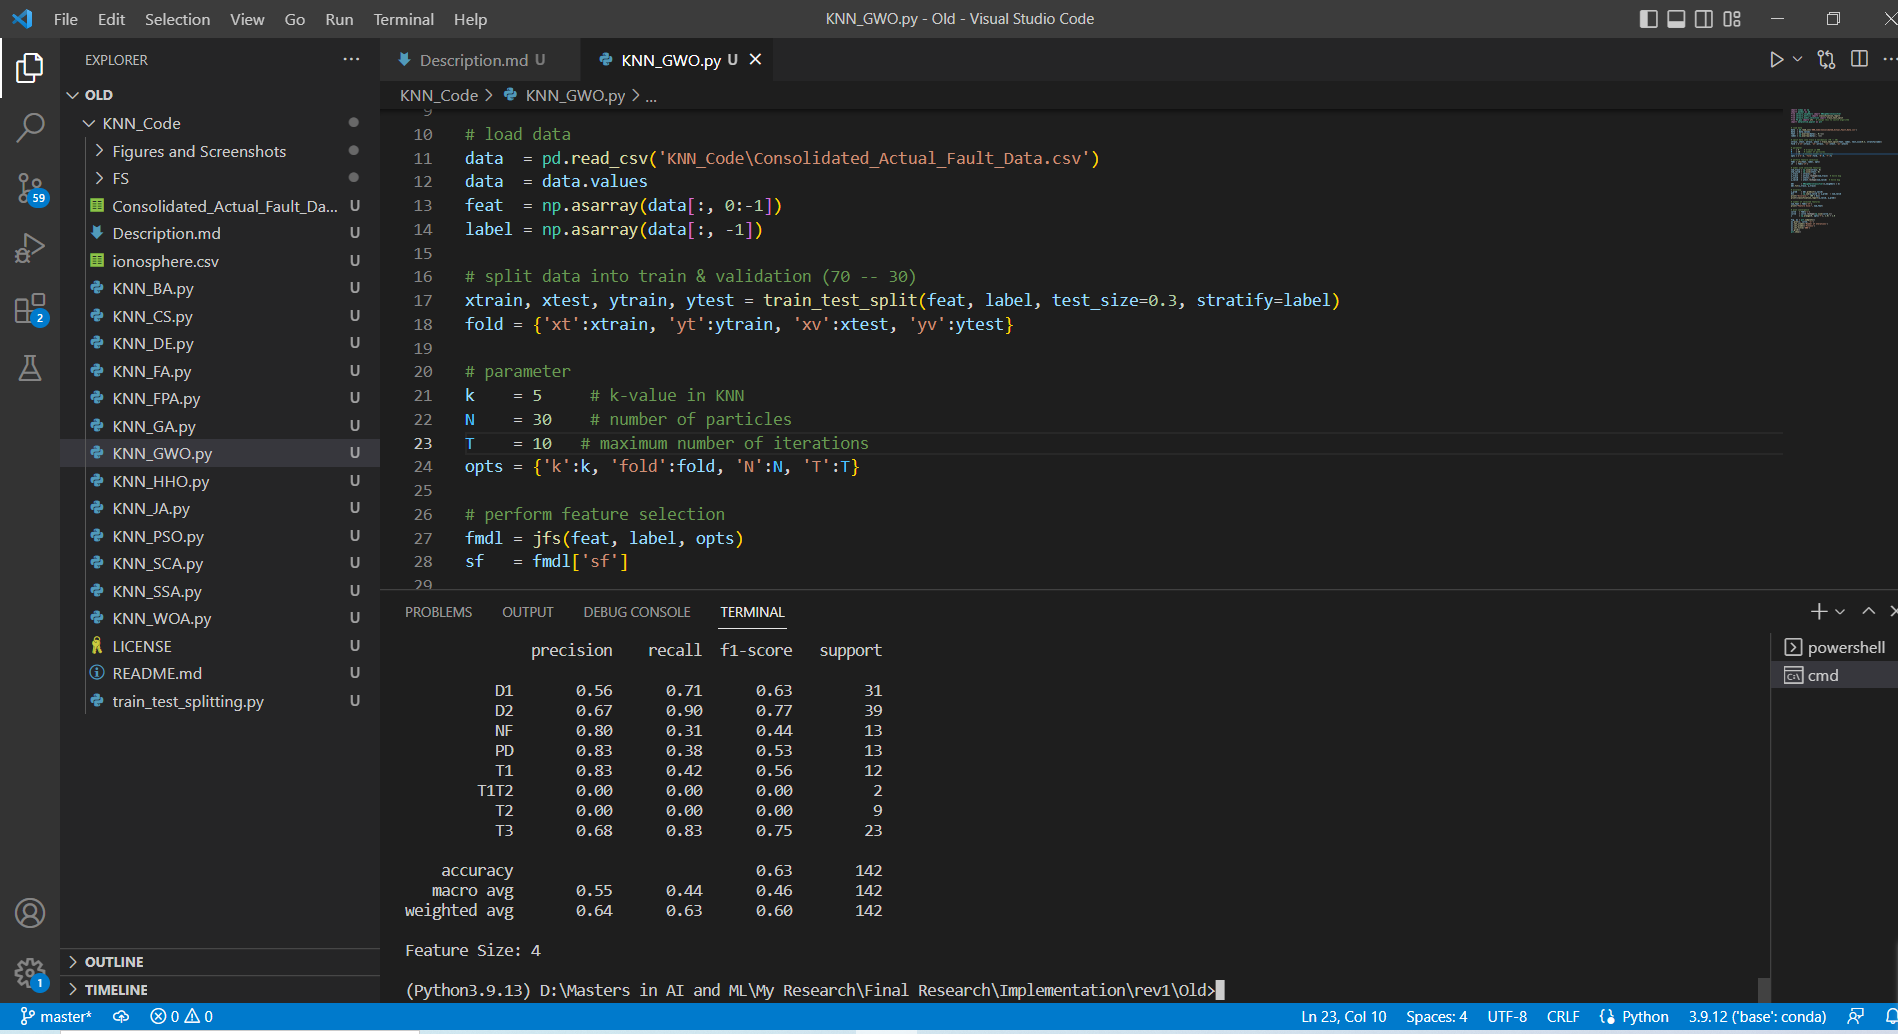 File Edit Selection View Go Run Terminal Help
KNN_GWO.py - Old - Visual Studio Code
EXPLORER
OLD
KNN_Code
Figures and Screenshots
FS
Consolidated_Actual_Fault_Da... U
Description.md U
ionosphere.csv U
KNN_BA.py U
KNN_CS.py U
KNN_DE.py U
KNN_FA.py U
KNN_FPA.py U
KNN_GA.py U
KNN_GWO.py U
KNN_HHO.py U
KNN_JA.py U
KNN_PSO.py U
KNN_SCA.py U
KNN_SSA.py U
KNN_WOA.py U
LICENSE U
README.md U
train_test_splitting.py U
OUTLINE
TIMELINE
59
2
1
Description.md U
KNN_GWO.py U
KNN_Code > KNN_GWO.py > ...
9
10 # load data
11 data  = pd.read_csv('KNN_Code\Consolidated_Actual_Fault_Data.csv')
12 data  = data.values
13 feat  = np.asarray(data[:, 0:-1])
14 label = np.asarray(data[:, -1])
15
16 # split data into train & validation (70 -- 30)
17 xtrain, xtest, ytrain, ytest = train_test_split(feat, label, test_size=0.3, stratify=label)
18 fold = {'xt':xtrain, 'yt':ytrain, 'xv':xtest, 'yv':ytest}
19
20 # parameter
21 k    = 5     # k-value in KNN
22 N    = 30    # number of particles
23 T    = 10   # maximum number of iterations
24 opts = {'k':k, 'fold':fold, 'N':N, 'T':T}
25
26 # perform feature selection
27 fmdl = jfs(feat, label, opts)
28 sf   = fmdl['sf']
29
PROBLEMS OUTPUT DEBUG CONSOLE TERMINAL
precision recall f1-score support
D1 0.56 0.71 0.63 31
D2 0.67 0.90 0.77 39
NF 0.80 0.31 0.44 13
PD 0.83 0.38 0.53 13
T1 0.83 0.42 0.56 12
T1T2 0.00 0.00 0.00 2
T2 0.00 0.00 0.00 9
T3 0.68 0.83 0.75 23
accuracy 0.63 142
macro avg 0.55 0.44 0.46 142
weighted avg 0.64 0.63 0.60 142
Feature Size: 4
(Python3.9.13) D:\Masters in AI and ML\My Research\Final Research\Implementation\rev1\Old>
powershell
cmd
master* 0 0
Ln 23, Col 10 Spaces: 4 UTF-8 CRLF Python 3.9.12 ('base': conda)